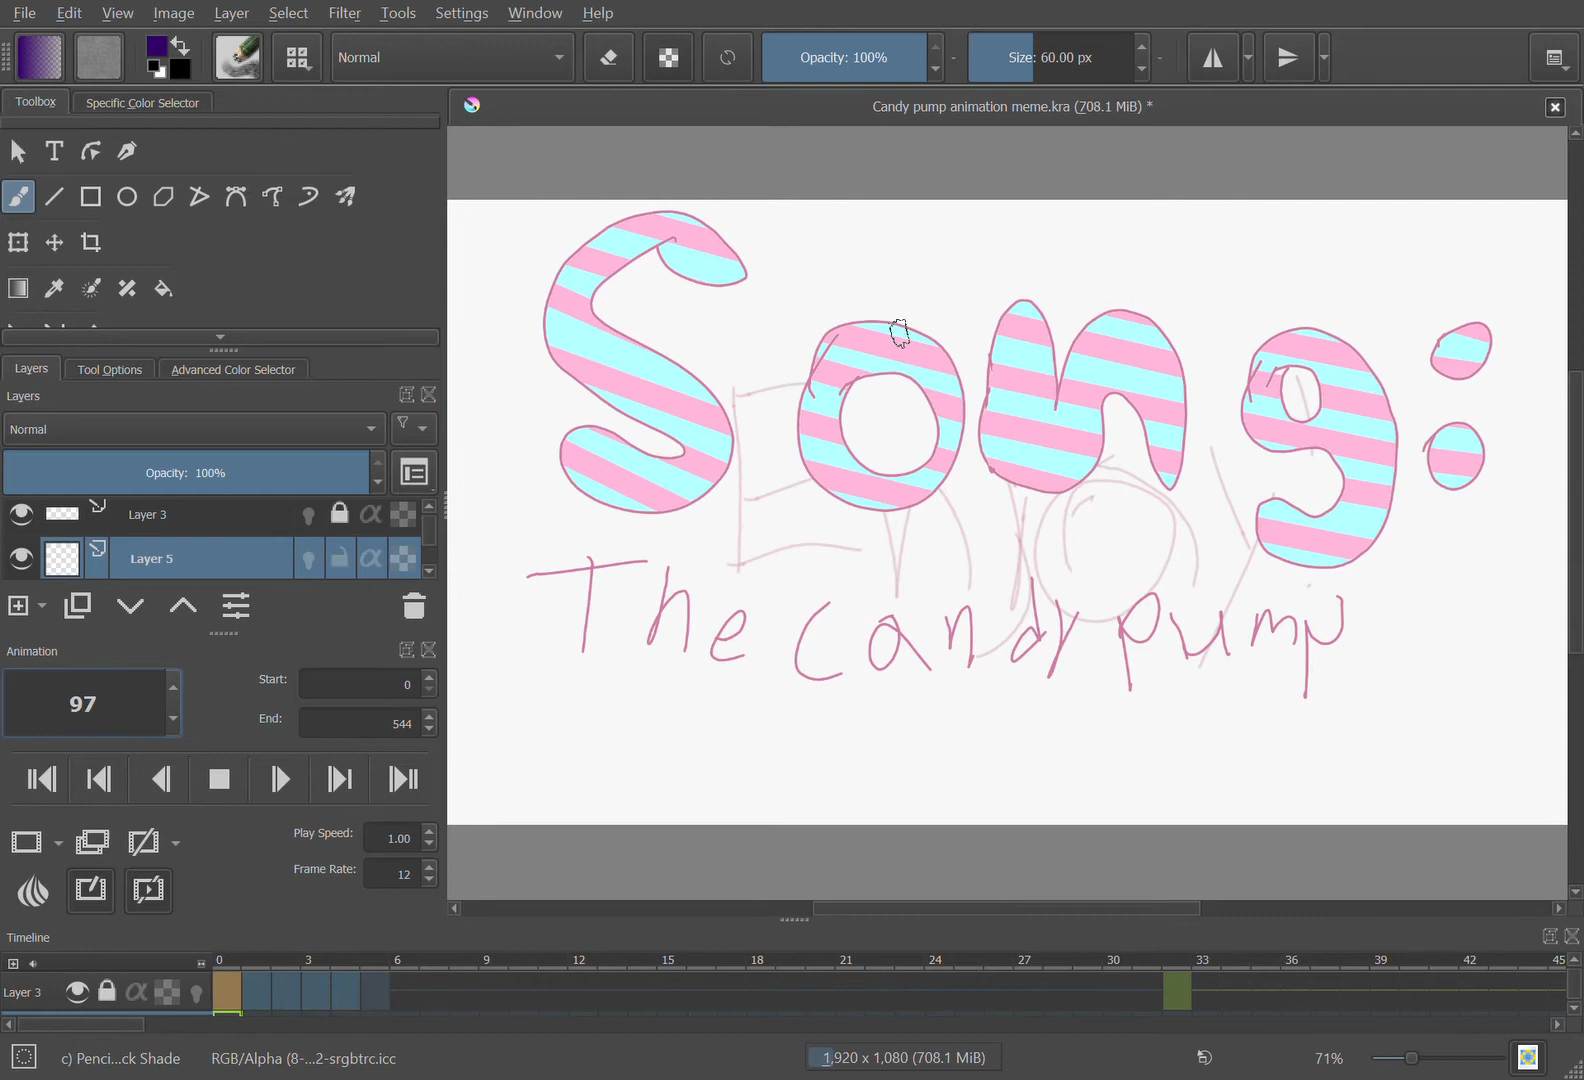 File Edit View Image Layer Select Filter Tools Settings Window Help
Normal Opacity: 100% Size: 60.00 px
Toolbox Specific Color Selector
Candy pump animation meme.kra (708.1 MiB) *
T
Song:
The Candy Pump
Layers Tool Options Advanced Color Selector
Layers
Normal
Opacity: 100%
Layer 3
Layer 5
Animation
97
Start: 0
End: 544
Play Speed: 1.00
Frame Rate: 12
Timeline
0 3 6 9 12 15 18 21 24 27 30 33 36 39 42 45
Layer 3
c) Penci...ck Shade RGB/Alpha (8-...2-srgbtrc.icc 1,920 x 1,080 (708.1 MiB) 71%